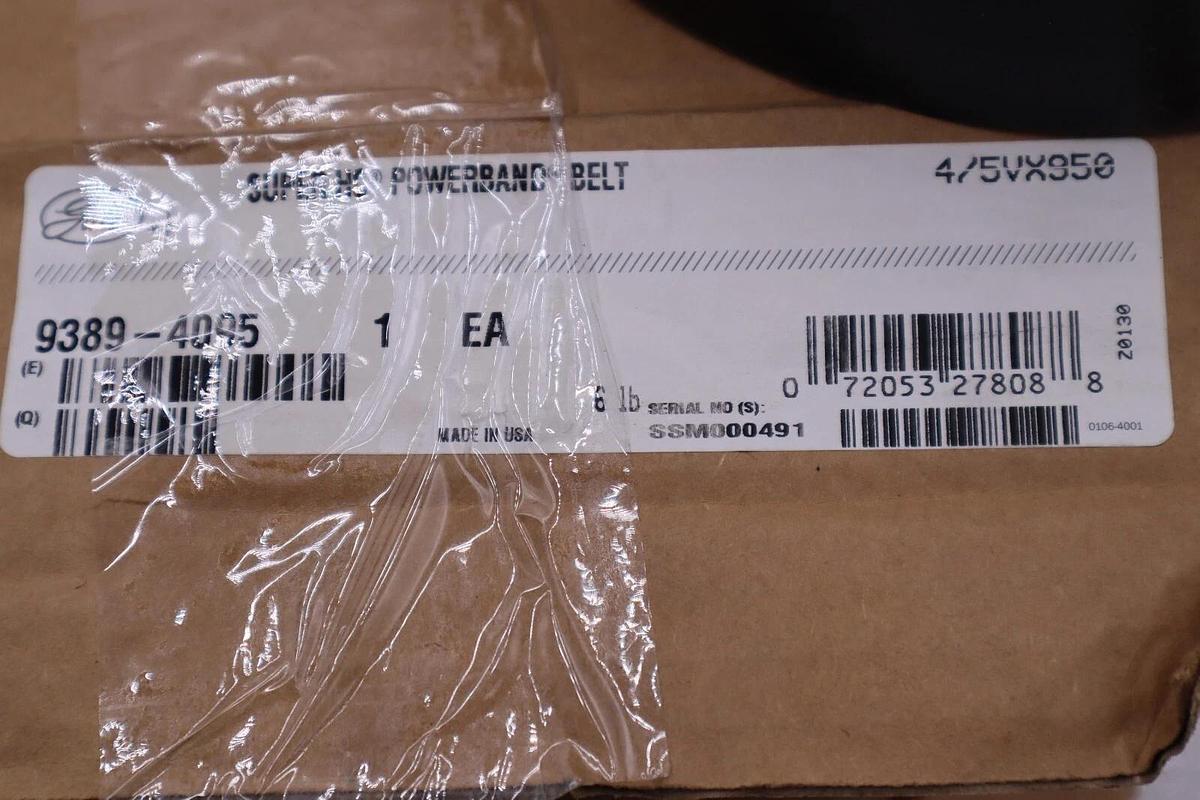 SUPER HC® POWERBAND® BELT
4/5VX950
9389-4095
1 EA
(E)
(Q)
MADE IN USA
6 lb
SERIAL NO (S):
SSM000491
0 72053 27808 8
20130
0106-4001